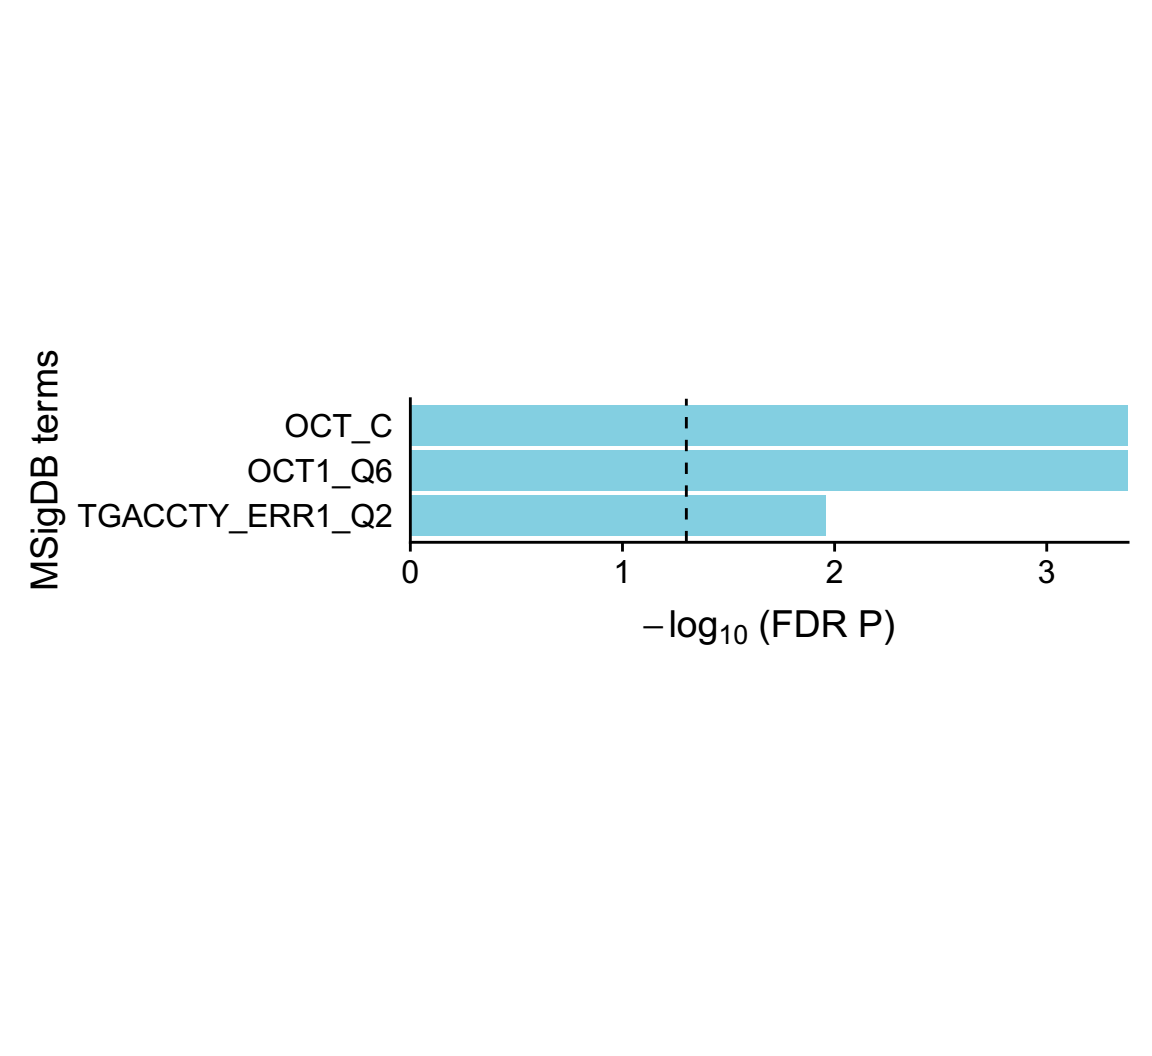 MSigDB terms
OCT_C
OCT1_Q6
TGACCTY_ERR1_Q2
0 1 2 3
−log₁₀ (FDR P)